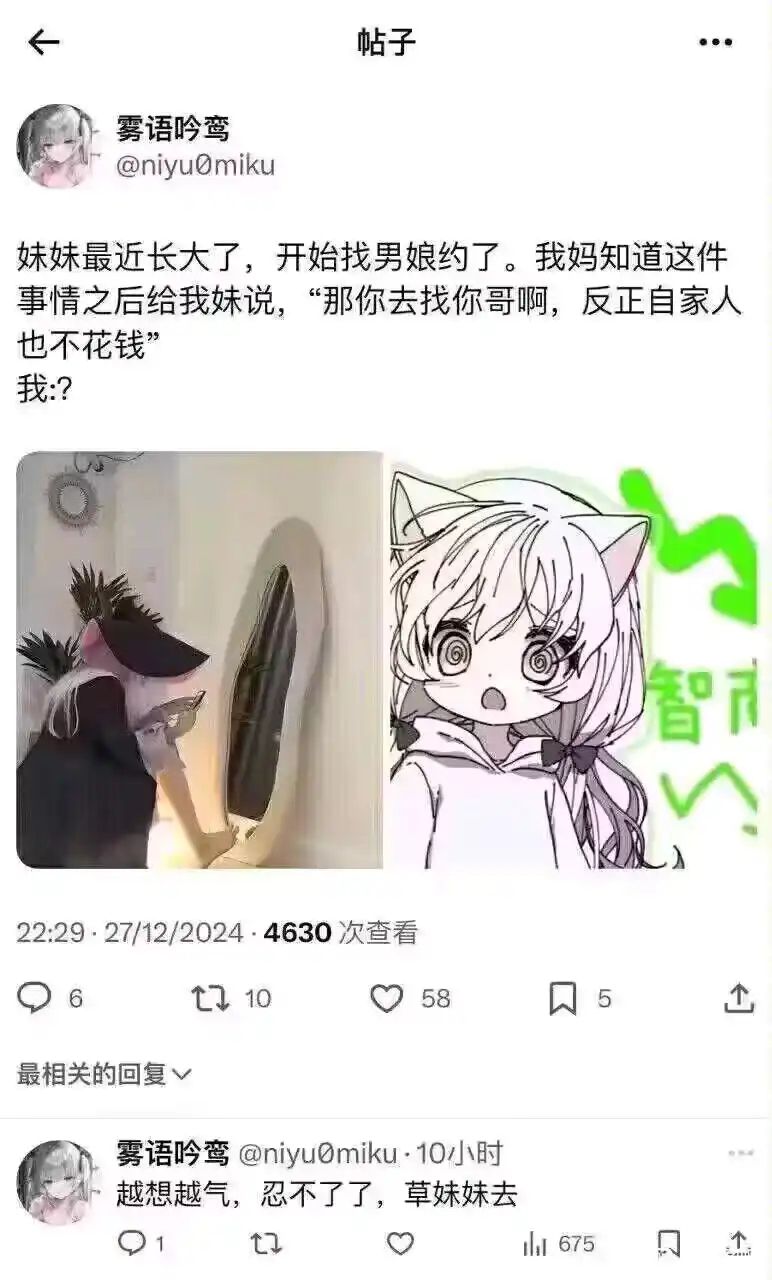 帖子
雾语吟鸾
@niyu0miku
妹妹最近长大了，开始找男娘约了。我妈知道这件
事情之后给我妹说，“那你去找你哥啊，反正自家人
也不花钱”
我:?
智商
22:29 · 27/12/2024 · 4630 次查看
6 10 58 5
最相关的回复
雾语吟鸾 @niyu0miku · 10小时
越想越气，忍不了了，草妹妹去
1 675